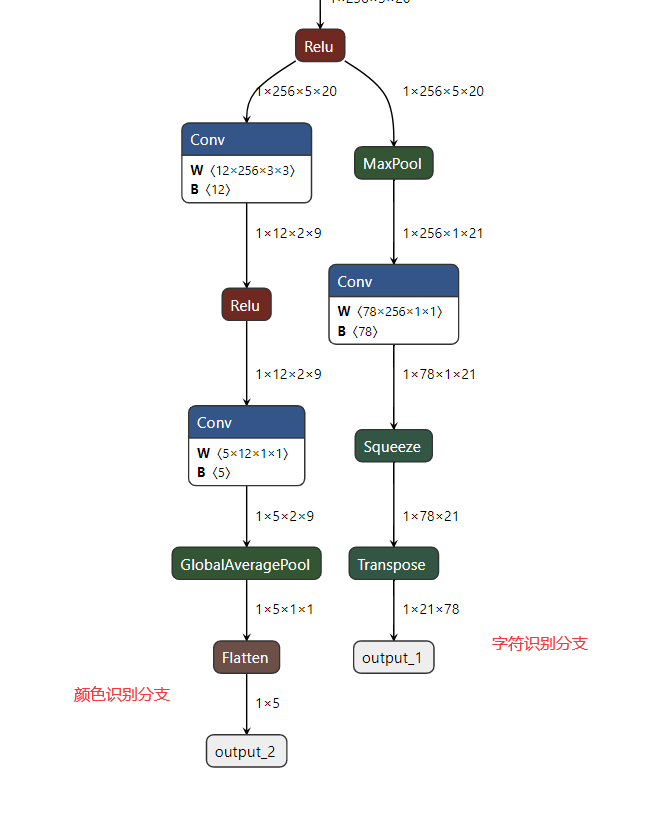 1×256×5×20
Relu
1×256×5×20
1×256×5×20
Conv
W ⟨12×256×3×3⟩
B ⟨12⟩
MaxPool
1×12×2×9
1×256×1×21
Conv
W ⟨78×256×1×1⟩
B ⟨78⟩
Relu
1×12×2×9
1×78×1×21
Conv
W ⟨5×12×1×1⟩
B ⟨5⟩
Squeeze
1×5×2×9
1×78×21
GlobalAveragePool
Transpose
1×5×1×1
1×21×78
字符识别分支
Flatten
output_1
颜色识别分支
1×5
output_2